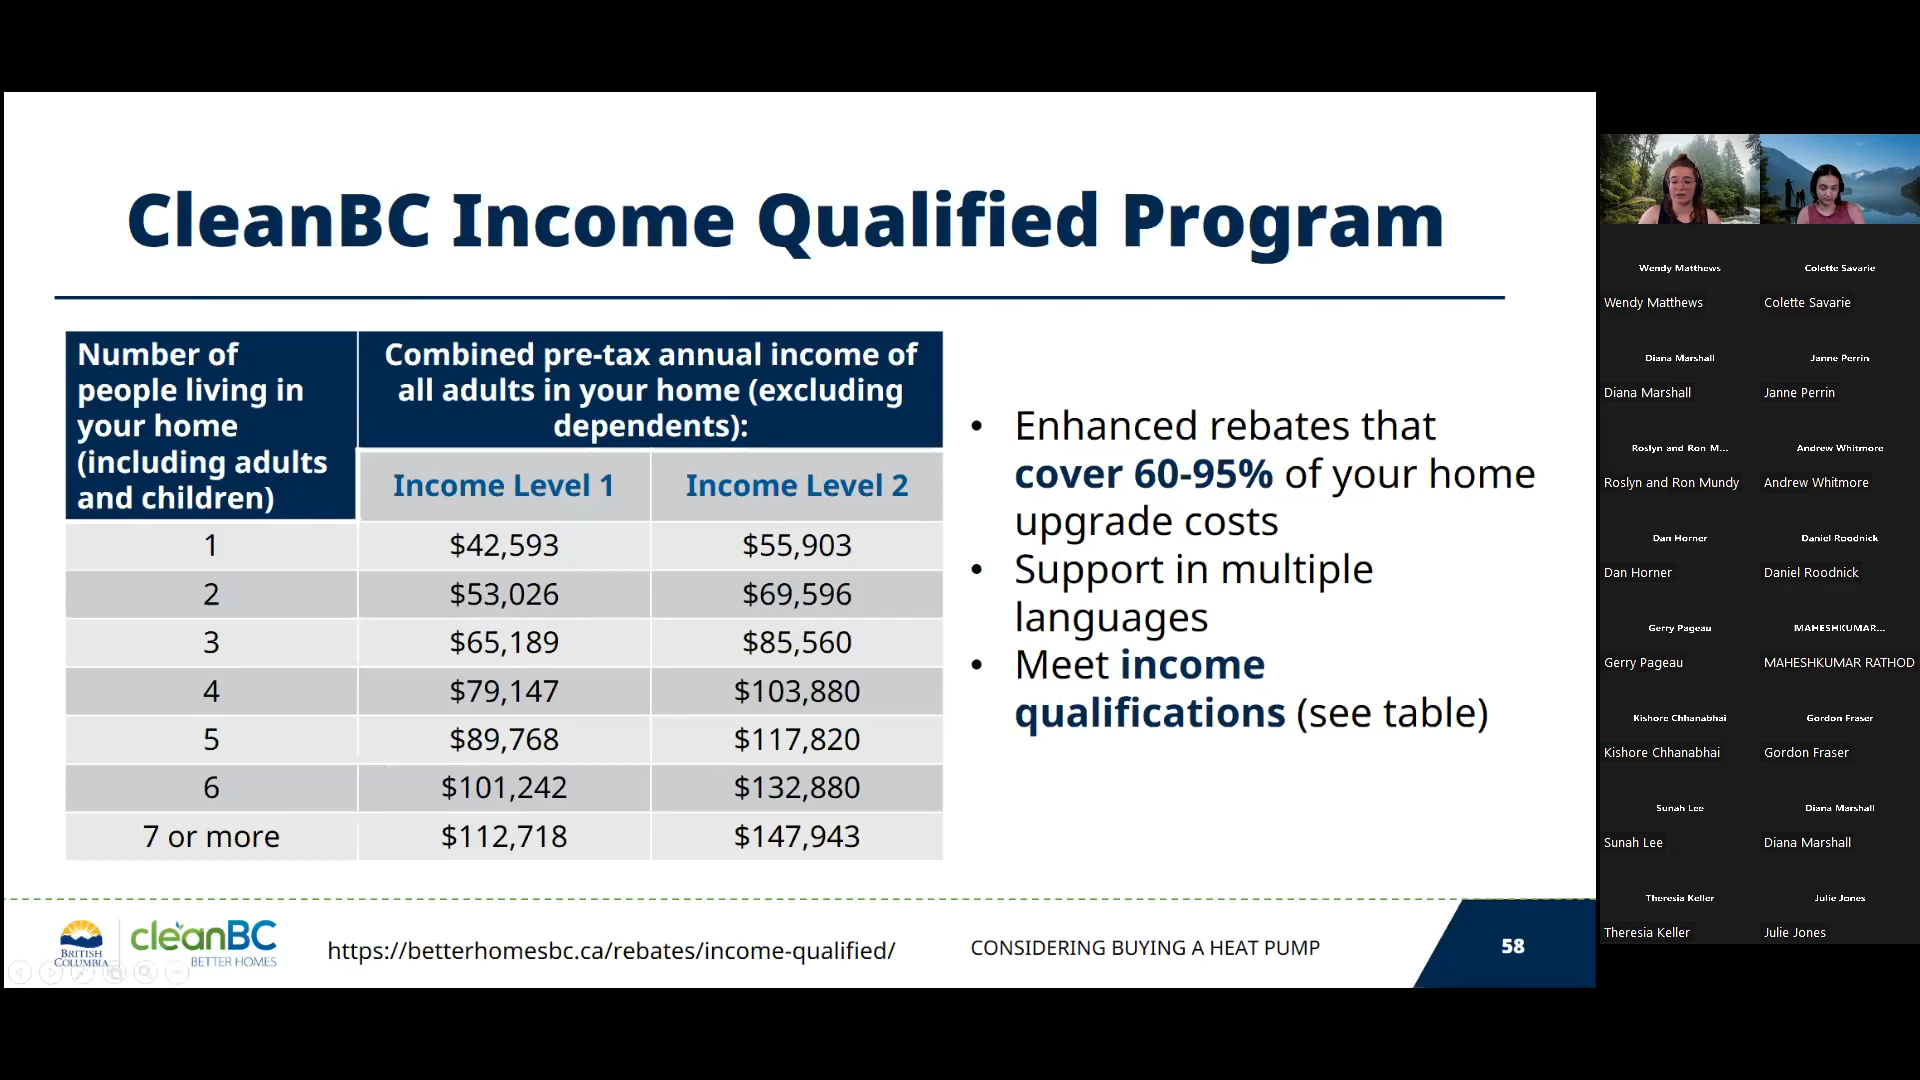 CleanBC Income Qualified Program
Number of
people living in
your home
(including adults
and children)
Combined pre-tax annual income of
all adults in your home (excluding
dependents):
Income Level 1 Income Level 2
1 $42,593 $55,903
2 $53,026 $69,596
3 $65,189 $85,560
4 $79,147 $103,880
5 $89,768 $117,820
6 $101,242 $132,880
7 or more $112,718 $147,943
• Enhanced rebates that
cover 60-95% of your home
upgrade costs
• Support in multiple
languages
• Meet income
qualifications (see table)
BRITISH
COLUMBIA
cleanBC
BETTER HOMES
https://betterhomesbc.ca/rebates/income-qualified/
CONSIDERING BUYING A HEAT PUMP
58
Wendy Matthews Colette Savarie
Wendy Matthews Colette Savarie
Diana Marshall Janne Perrin
Diana Marshall Janne Perrin
Roslyn and Ron M... Andrew Whitmore
Roslyn and Ron Mundy Andrew Whitmore
Dan Horner Daniel Roodnick
Dan Horner Daniel Roodnick
Gerry Pageau MAHESHKUMAR...
Gerry Pageau MAHESHKUMAR RATHOD
Kishore Chhanabhai Gordon Fraser
Kishore Chhanabhai Gordon Fraser
Sunah Lee Diana Marshall
Sunah Lee Diana Marshall
Theresia Keller Julie Jones
Theresia Keller Julie Jones